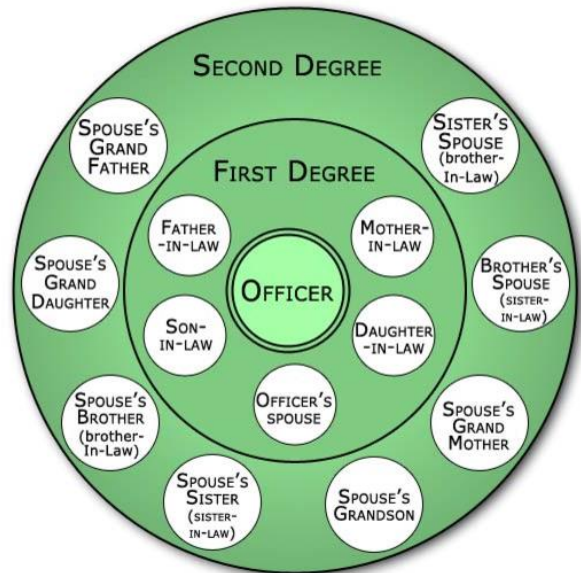 SECOND DEGREE
SPOUSE'S
GRAND
FATHER
SISTER'S
SPOUSE
(brother-
IN-LAW)
FIRST DEGREE
FATHER
-IN-LAW
MOTHER-
IN-LAW
SPOUSE'S
GRAND
DAUGHTER
OFFICER
BROTHER'S
SPOUSE
(SISTER-
IN-LAW)
SON-
IN-LAW
DAUGHTER
-IN-LAW
SPOUSE'S
BROTHER
(brother-
IN-LAW)
OFFICER'S
SPOUSE
SPOUSE'S
GRAND
MOTHER
SPOUSE'S
SISTER
(SISTER-
IN-LAW)
SPOUSE'S
GRANDSON